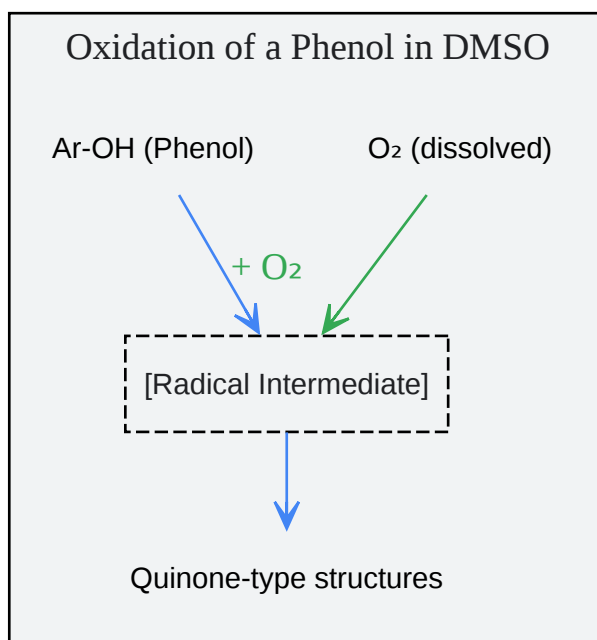 Oxidation of a Phenol in DMSO
Ar-OH (Phenol)
O₂ (dissolved)
+ O₂
[Radical Intermediate]
Quinone-type structures